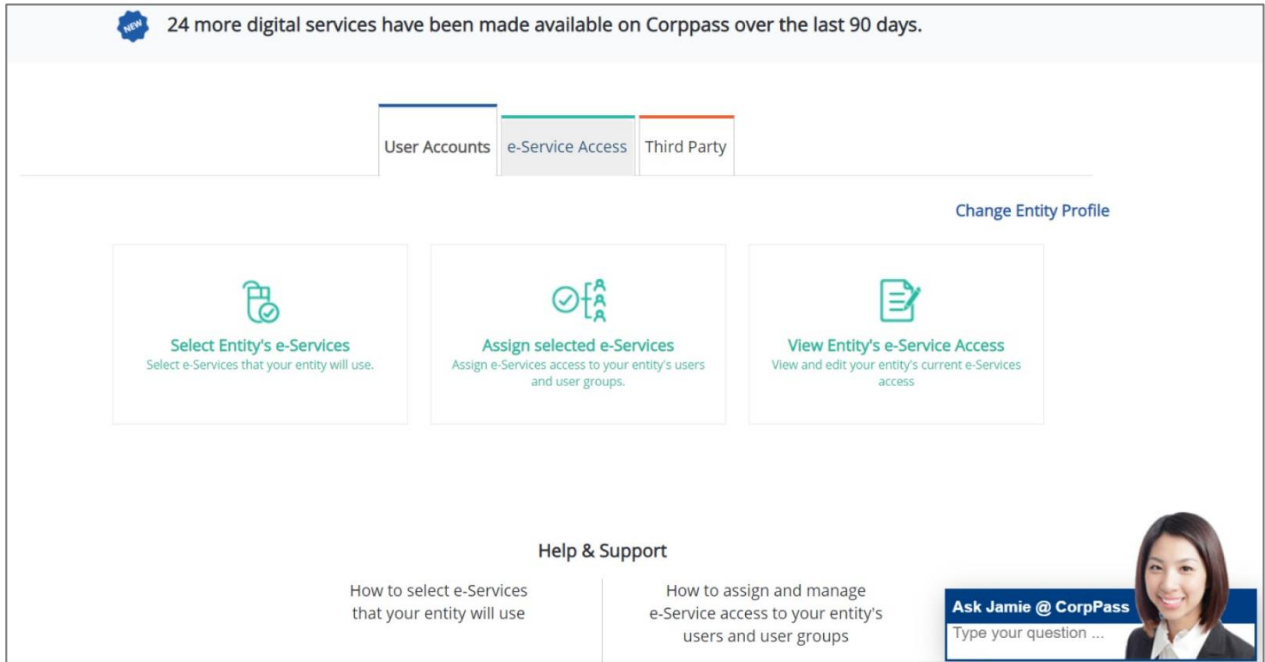 NEW
24 more digital services have been made available on Corppass over the last 90 days.
User Accounts
e-Service Access
Third Party
Change Entity Profile
Select Entity's e-Services
Select e-Services that your entity will use.
Assign selected e-Services
Assign e-Services access to your entity's users
and user groups.
View Entity's e-Service Access
View and edit your entity's current e-Services
access
Help & Support
How to select e-Services
that your entity will use
How to assign and manage
e-Service access to your entity's
users and user groups
Ask Jamie @ CorpPass
Type your question ...